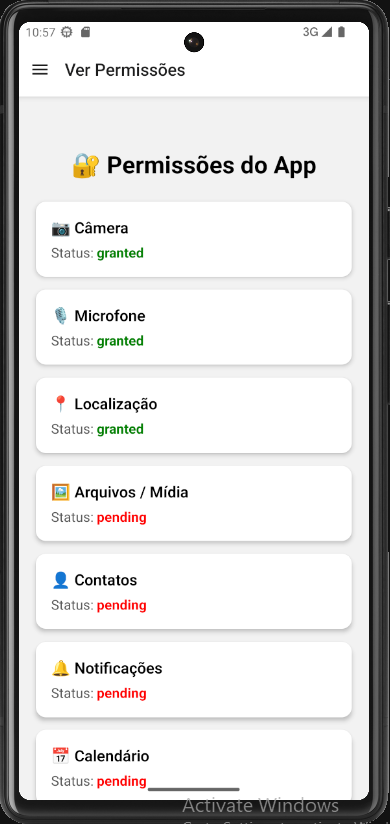 10:57
3G
Ver Permissões
🔐 Permissões do App
📷 Câmera
Status: granted
🎙️ Microfone
Status: granted
📍 Localização
Status: granted
🖼️ Arquivos / Mídia
Status: pending
👤 Contatos
Status: pending
🔔 Notificações
Status: pending
📅 Calendário
Status: pending
Activate Windows